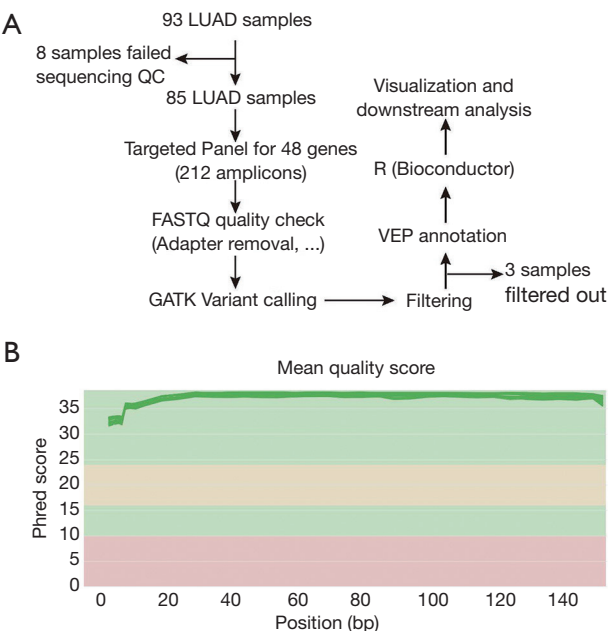 A
93 LUAD samples
8 samples failed
sequencing QC
85 LUAD samples
Targeted Panel for 48 genes
(212 amplicons)
FASTQ quality check
(Adapter removal, ...)
GATK Variant calling
Filtering
3 samples
filtered out
VEP annotation
R (Bioconductor)
Visualization and
downstream analysis
B
Mean quality score
Phred score
35
30
25
20
15
10
5
0
0 20 40 60 80 100 120 140
Position (bp)